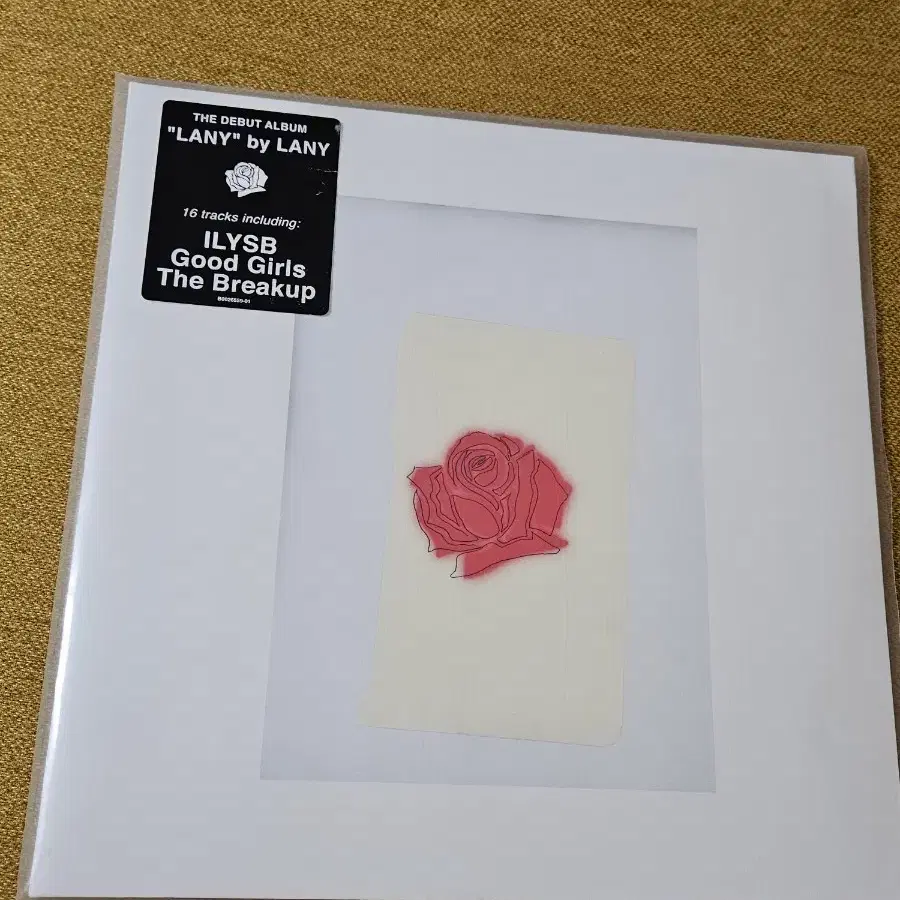 THE DEBUT ALBUM
"LANY" by LANY
16 tracks including:
ILYSB
Good Girls
The Breakup